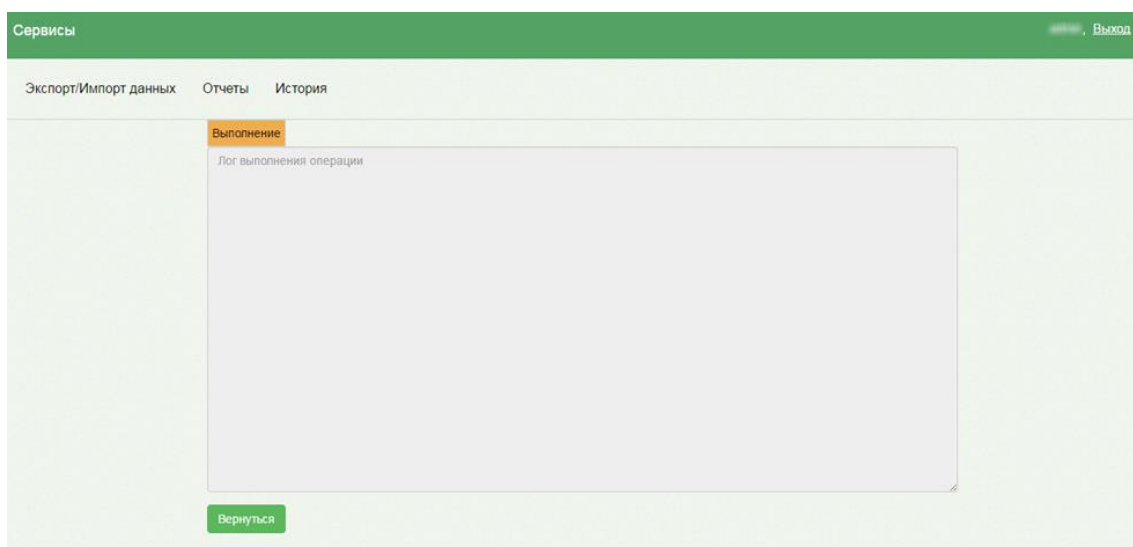 Сервисы
, Выход
Экспорт/Импорт данных Отчеты История
Выполнение
Лог выполнения операции
Вернуться